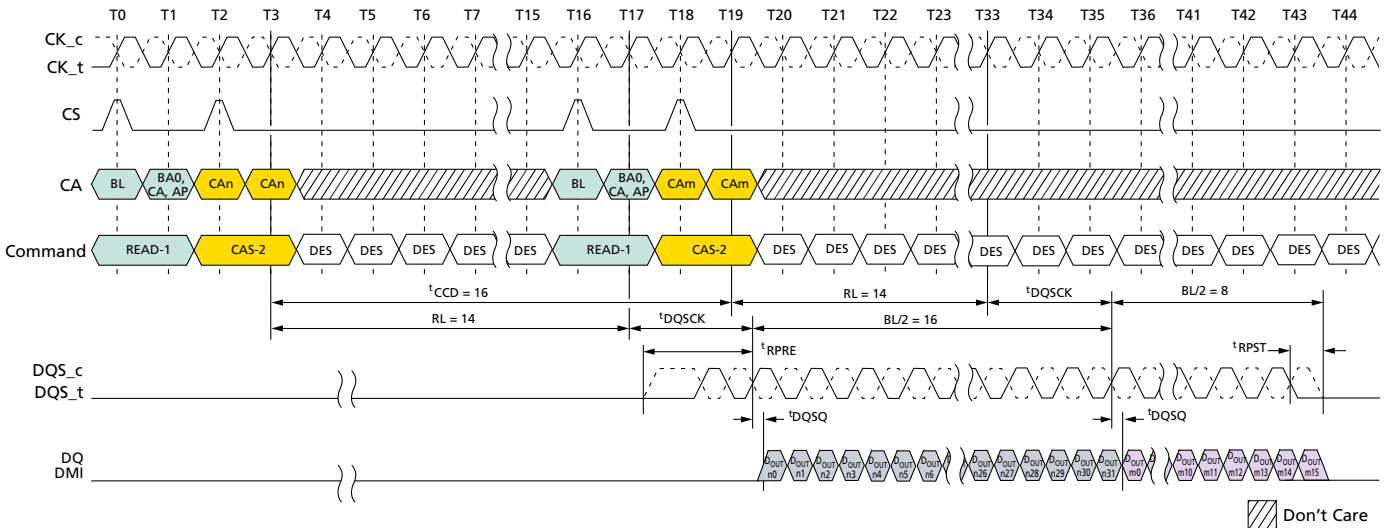 T0 T1 T2 T3 T4 T5 T6 T7 T15 T16 T17 T18 T19 T20 T21 T22 T23 T33 T34 T35 T36 T41 T42 T43 T44
CK_c
CK_t
CS
CA BL BA0, CA, AP CAn CAn BL BA0, CA, AP CAm CAm
Command READ-1 CAS-2 DES DES DES DES DES READ-1 CAS-2 DES DES DES DES DES DES DES DES DES DES DES DES
tCCD = 16 RL = 14 tDQSCK BL/2 = 8
RL = 14 tDQSCK BL/2 = 16
tRPRE tRPST
DQS_c
DQS_t
tDQSQ tDQSQ
DQ
DMI
DOUT n0 DOUT n1 DOUT n2 DOUT n3 DOUT n4 DOUT n5 DOUT n6 DOUT n26 DOUT n27 DOUT n28 DOUT n29 DOUT n30 DOUT n31 DOUT m0 DOUT m10 DOUT m11 DOUT m12 DOUT m13 DOUT m14 DOUT m15
Don't Care